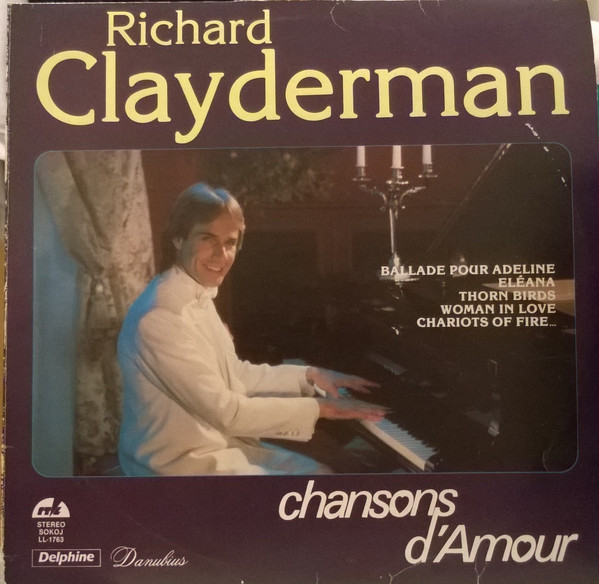 Richard
Clayderman
BALLADE POUR ADELINE
ELÉANA
THORN BIRDS
WOMAN IN LOVE
CHARIOTS OF FIRE...
STEREO
SOKOJ
LL-1763
Delphine
Danubius
chansons
d'Amour